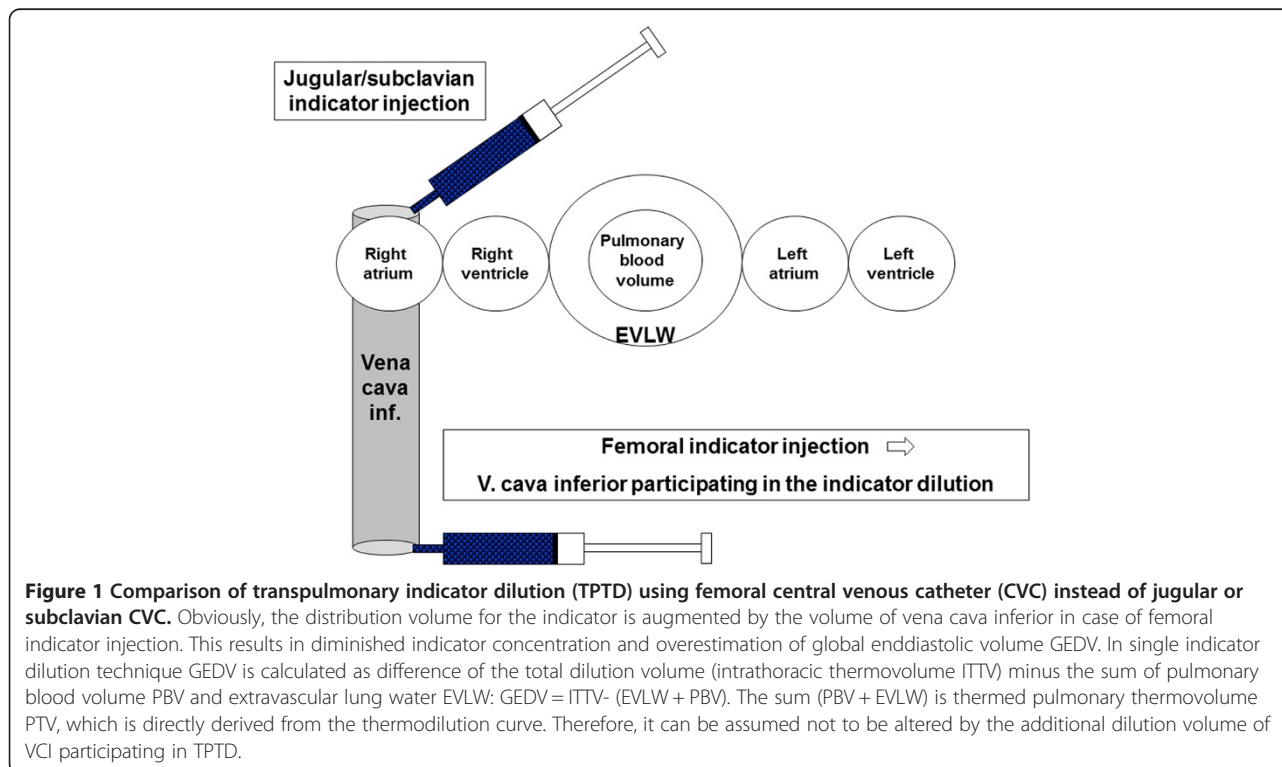 Jugular/subclavian
indicator injection
Right
atrium
Right
ventricle
Pulmonary
blood
volume
EVLW
Left
atrium
Left
ventricle
Vena
cava
inf.
Femoral indicator injection ⇨
V. cava inferior participating in the indicator dilution
Figure 1 Comparison of transpulmonary indicator dilution (TPTD) using femoral central venous catheter (CVC) instead of jugular or
subclavian CVC. Obviously, the distribution volume for the indicator is augmented by the volume of vena cava inferior in case of femoral
indicator injection. This results in diminished indicator concentration and overestimation of global enddiastolic volume GEDV. In single indicator
dilution technique GEDV is calculated as difference of the total dilution volume (intrathoracic thermovolume ITTV) minus the sum of pulmonary
blood volume PBV and extravascular lung water EVLW: GEDV = ITTV- (EVLW + PBV). The sum (PBV + EVLW) is thermed pulmonary thermovolume
PTV, which is directly derived from the thermodilution curve. Therefore, it can be assumed not to be altered by the additional dilution volume of
VCI participating in TPTD.